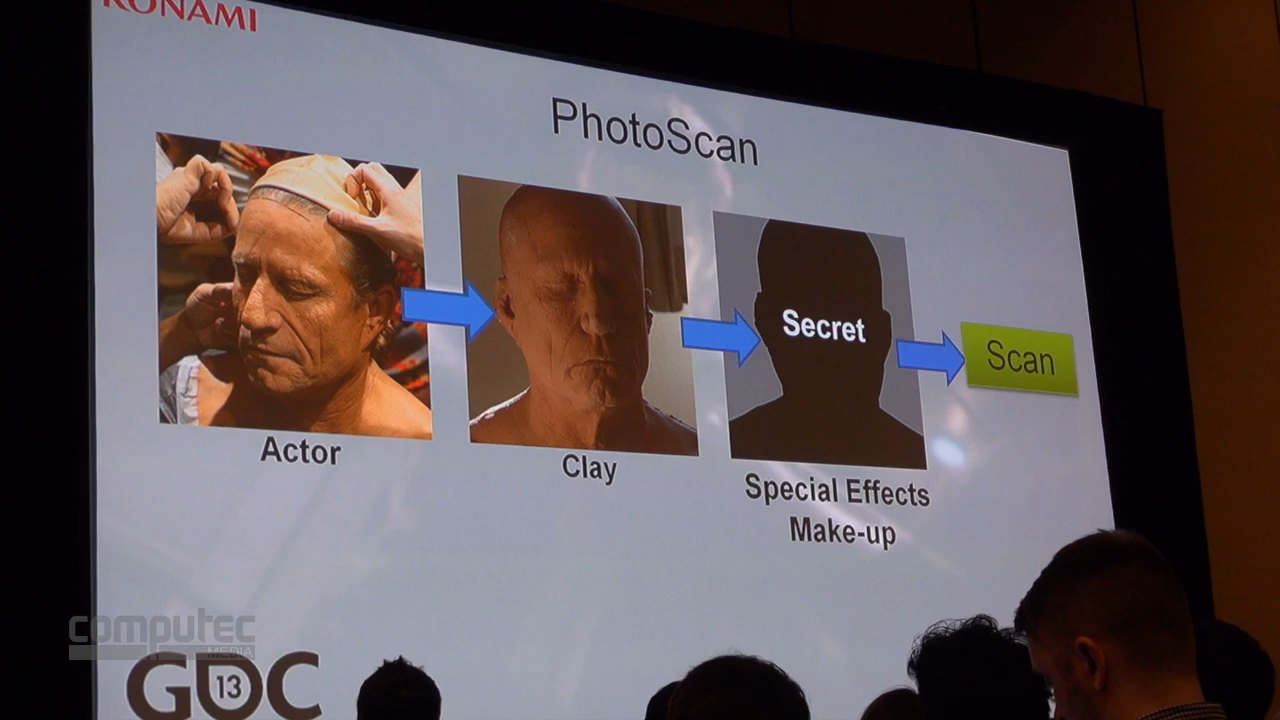 KONAMI
PhotoScan
Secret
Scan
Actor
Clay
Special Effects
Make-up
computec
MEDIA
GDC
13